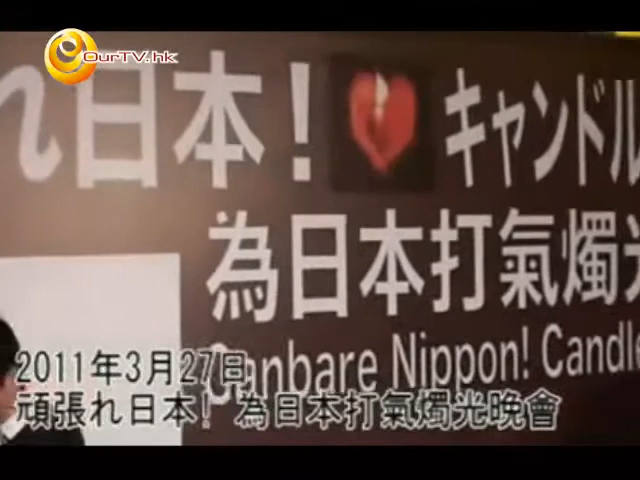 OurTV.hk
れ日本! キャンドル
為日本打氣燭光
Ganbare Nippon! Candle
2011年3月27日
頑張れ日本! 為日本打氣燭光晚會